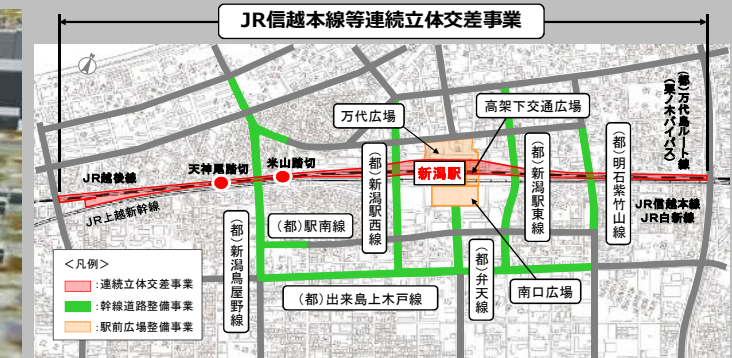 JR信越本線等連続立体交差事業
万代広場
高架下交通広場
(都)万代島ルート線
(栗ノ木バイパス)
天神尾踏切
米山踏切
JR越後線
JR上越新幹線
(都)新潟駅西線
新潟駅
(都)新潟駅東線
(都)明石紫竹山線
JR信越本線
JR白新線
(都)新潟鳥屋野線
(都)駅南線
(都)弁天線
南口広場
(都)出来島上木戸線
<凡例>
:連続立体交差事業
:幹線道路整備事業
:駅前広場整備事業